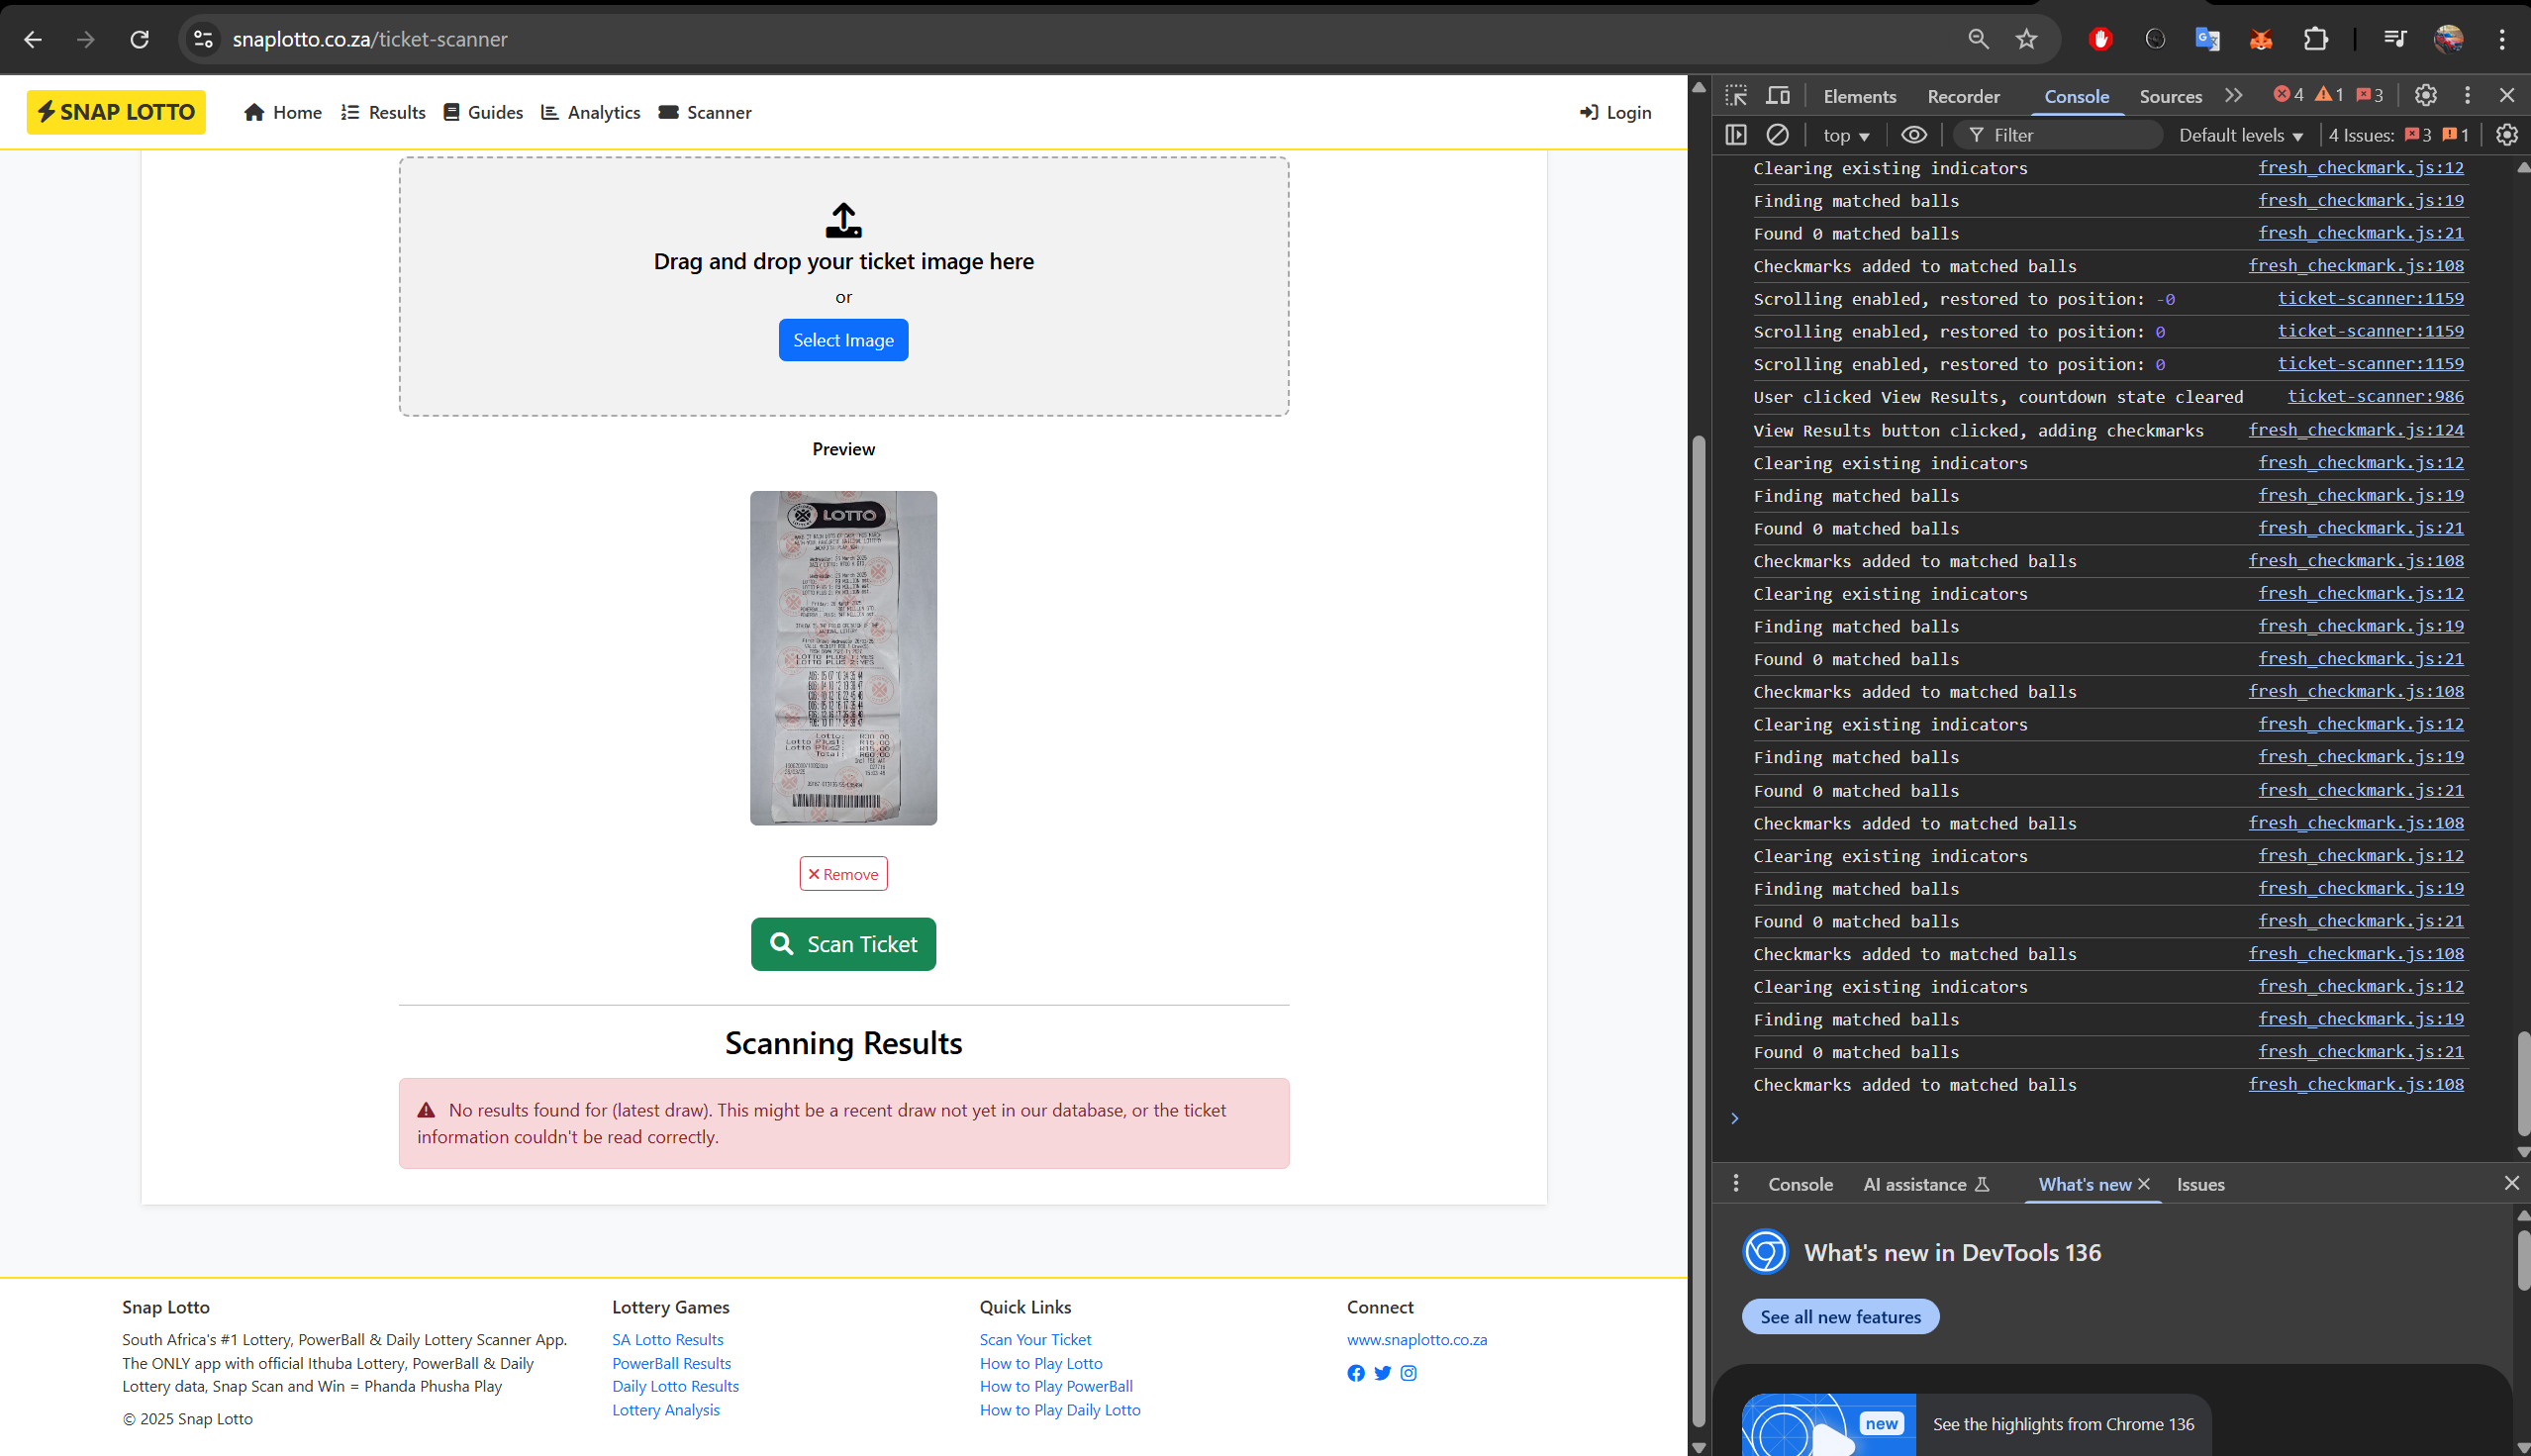 snaplotto.co.za/ticket-scanner
SNAP LOTTO
Home
Results
Guides
Analytics
Scanner
Login
Drag and drop your ticket image here
or
Select Image
Preview
LOTTO
LOTTO PLUS 1:YES
LOTTO PLUS 2:YES
Remove
Scan Ticket
Scanning Results
No results found for (latest draw). This might be a recent draw not yet in our database, or the ticket
information couldn't be read correctly.
Snap Lotto
South Africa's #1 Lottery, PowerBall & Daily Lottery Scanner App.
The ONLY app with official Ithuba Lottery, PowerBall & Daily
Lottery data, Snap Scan and Win = Phanda Phusha Play
© 2025 Snap Lotto
Lottery Games
SA Lotto Results
PowerBall Results
Daily Lotto Results
Lottery Analysis
Quick Links
Scan Your Ticket
How to Play Lotto
How to Play PowerBall
How to Play Daily Lotto
Connect
www.snaplotto.co.za
Elements Recorder Console Sources 4 1 3
top Filter Default levels 4 Issues: 3 1
Clearing existing indicators fresh_checkmark.js:12
Finding matched balls fresh_checkmark.js:19
Found 0 matched balls fresh_checkmark.js:21
Checkmarks added to matched balls fresh_checkmark.js:108
Scrolling enabled, restored to position: -0 ticket-scanner:1159
Scrolling enabled, restored to position: 0 ticket-scanner:1159
Scrolling enabled, restored to position: 0 ticket-scanner:1159
User clicked View Results, countdown state cleared ticket-scanner:986
View Results button clicked, adding checkmarks fresh_checkmark.js:124
Clearing existing indicators fresh_checkmark.js:12
Finding matched balls fresh_checkmark.js:19
Found 0 matched balls fresh_checkmark.js:21
Checkmarks added to matched balls fresh_checkmark.js:108
Clearing existing indicators fresh_checkmark.js:12
Finding matched balls fresh_checkmark.js:19
Found 0 matched balls fresh_checkmark.js:21
Checkmarks added to matched balls fresh_checkmark.js:108
Clearing existing indicators fresh_checkmark.js:12
Finding matched balls fresh_checkmark.js:19
Found 0 matched balls fresh_checkmark.js:21
Checkmarks added to matched balls fresh_checkmark.js:108
Clearing existing indicators fresh_checkmark.js:12
Finding matched balls fresh_checkmark.js:19
Found 0 matched balls fresh_checkmark.js:21
Checkmarks added to matched balls fresh_checkmark.js:108
Clearing existing indicators fresh_checkmark.js:12
Finding matched balls fresh_checkmark.js:19
Found 0 matched balls fresh_checkmark.js:21
Checkmarks added to matched balls fresh_checkmark.js:108
Console AI assistance What's new Issues
What's new in DevTools 136
See all new features
new
See the highlights from Chrome 136